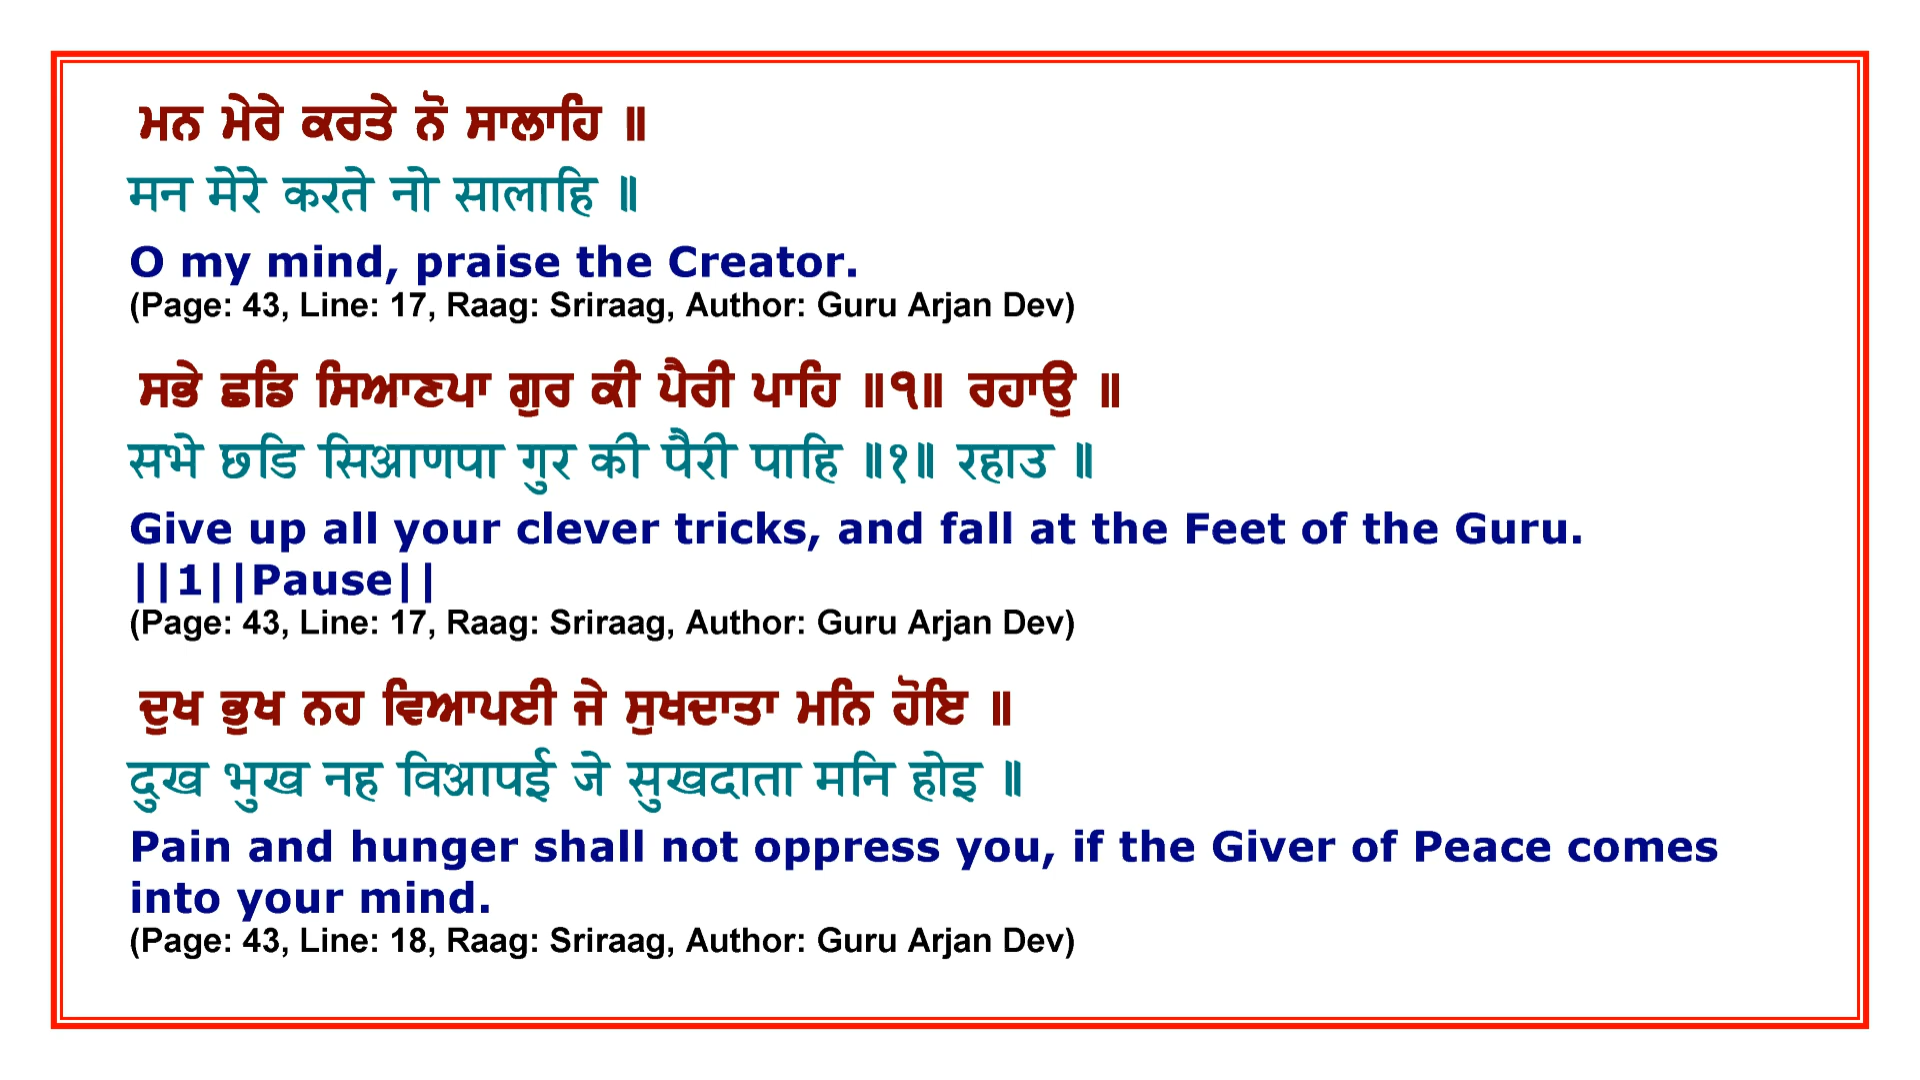 ਮਨ ਮੇਰੇ ਕਰਤੇ ਨੋ ਸਾਲਾਹਿ ॥
मन मेरे करते नो सालाहि ॥
O my mind, praise the Creator.
(Page: 43, Line: 17, Raag: Sriraag, Author: Guru Arjan Dev)
ਸਭੇ ਛਡਿ ਸਿਆਣਪਾ ਗੁਰ ਕੀ ਪੈਰੀ ਪਾਹਿ ॥੧॥ ਰਹਾਉ ॥
सभे छडि सिआणपा गुर की पैरी पाहि ॥१॥ रहाउ ॥
Give up all your clever tricks, and fall at the Feet of the Guru.
||1||Pause||
(Page: 43, Line: 17, Raag: Sriraag, Author: Guru Arjan Dev)
ਦੁਖ ਭੁਖ ਨਹ ਵਿਆਪਈ ਜੇ ਸੁਖਦਾਤਾ ਮਨਿ ਹੋਇ ॥
दुख भुख नह विआपई जे सुखदाता मनि होइ ॥
Pain and hunger shall not oppress you, if the Giver of Peace comes
into your mind.
(Page: 43, Line: 18, Raag: Sriraag, Author: Guru Arjan Dev)